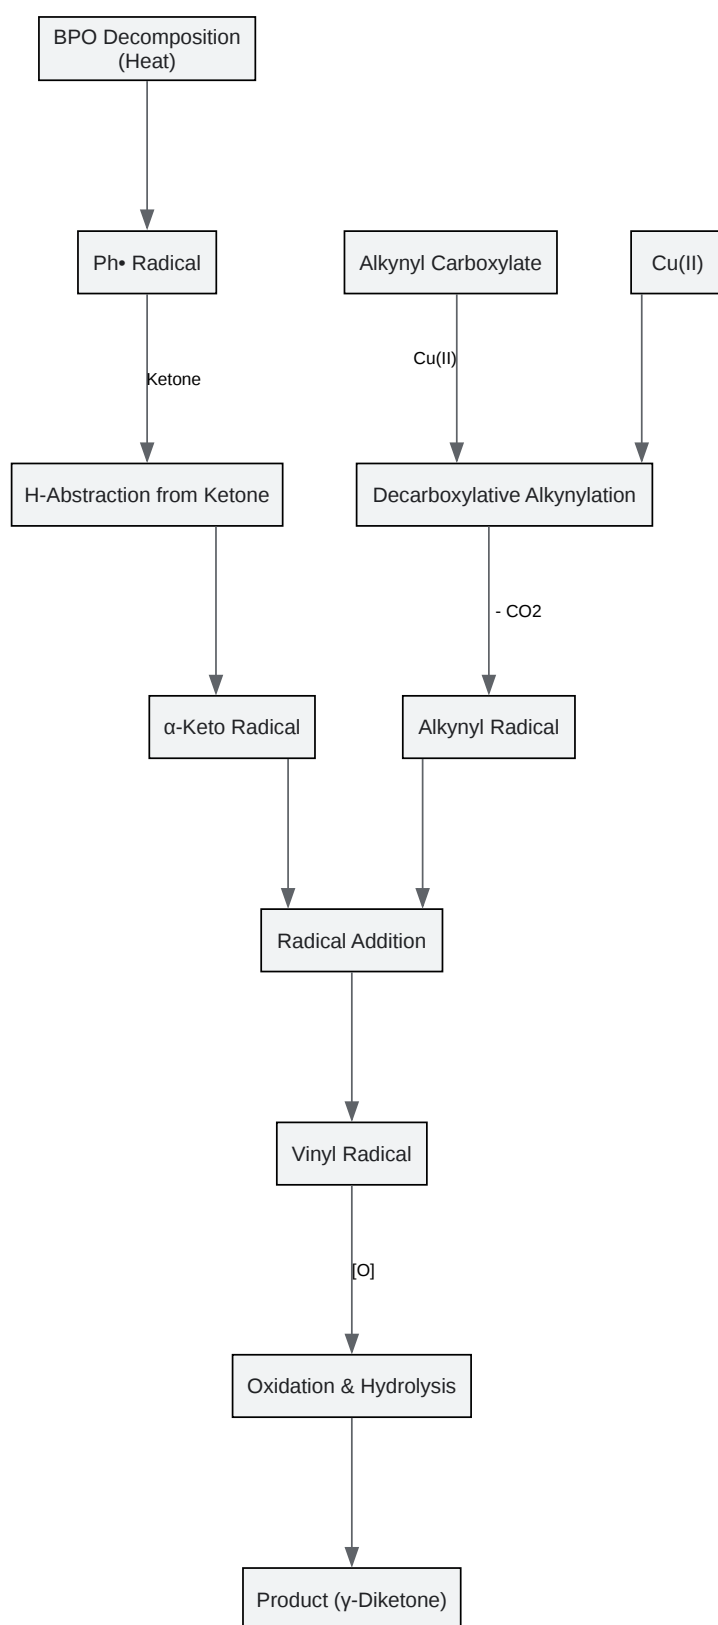 BPO Decomposition
(Heat)
Ph• Radical
Alkynyl Carboxylate
Cu(II)
Cu(II)
Ketone
H-Abstraction from Ketone
Decarboxylative Alkynylation
- CO2
α-Keto Radical
Alkynyl Radical
Radical Addition
Vinyl Radical
[O]
Oxidation & Hydrolysis
Product (γ-Diketone)